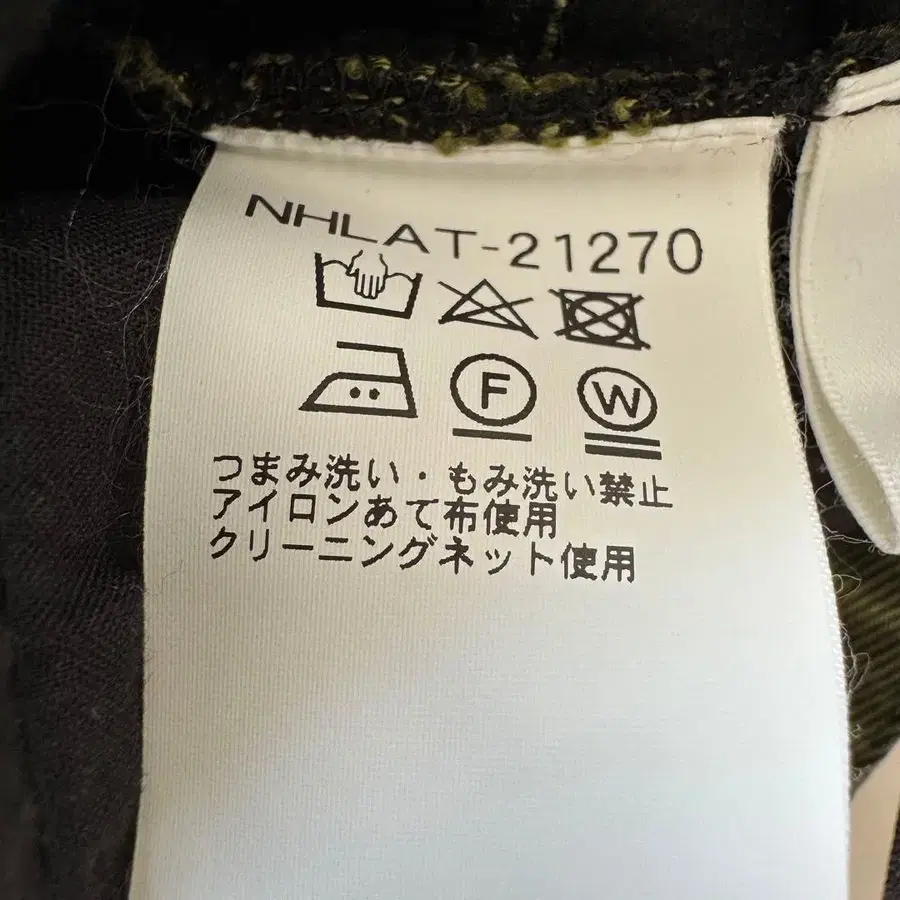 NHLAT-21270
F W
つまみ洗い・もみ洗い禁止
アイロンあて布使用
クリーニングネット使用